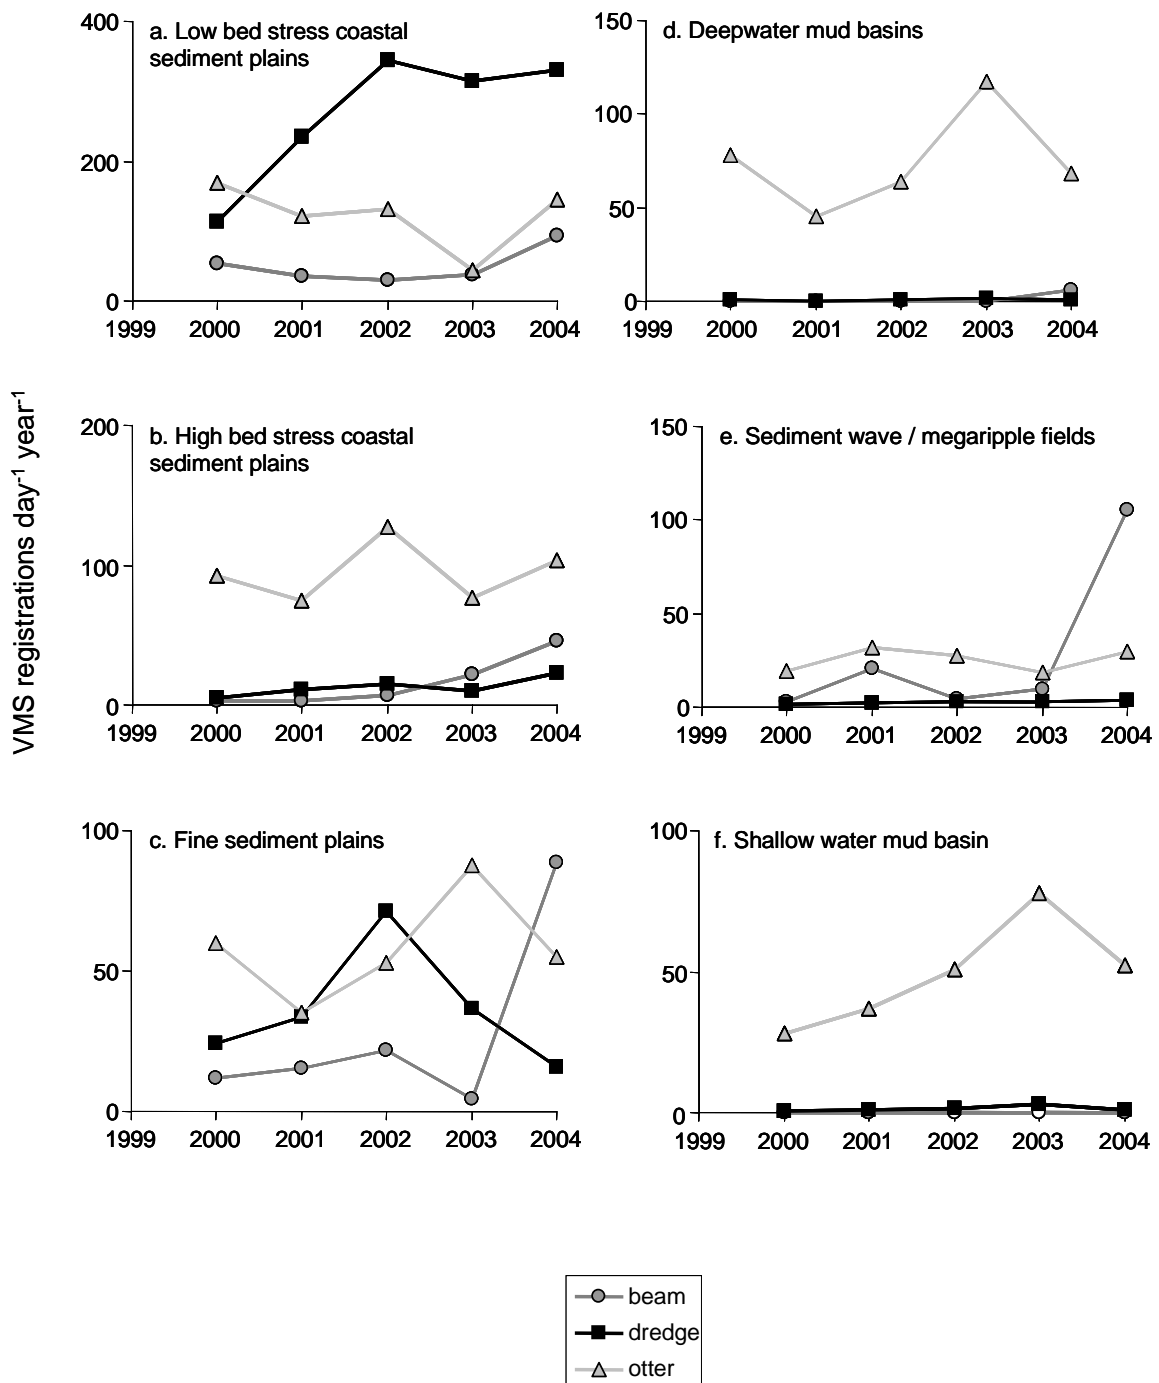 VMS registrations day-1 year-1
a. Low bed stress coastal
sediment plains
400
200
0
1999 2000 2001 2002 2003 2004
d. Deepwater mud basins
150
100
50
0
1999 2000 2001 2002 2003 2004
b. High bed stress coastal
sediment plains
200
100
0
1999 2000 2001 2002 2003 2004
e. Sediment wave / megaripple fields
150
100
50
0
1999 2000 2001 2002 2003 2004
c. Fine sediment plains
100
50
0
1999 2000 2001 2002 2003 2004
f. Shallow water mud basin
100
50
0
1999 2000 2001 2002 2003 2004
beam
dredge
otter